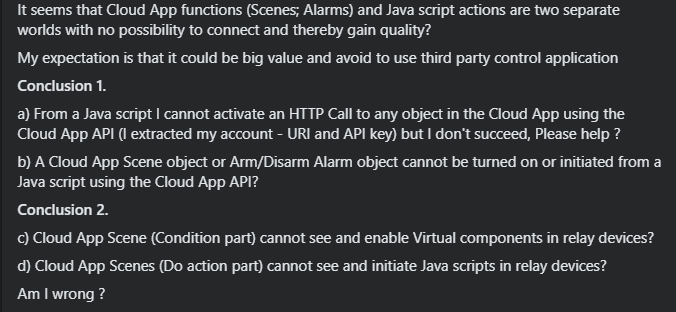 It seems that Cloud App functions (Scenes; Alarms) and Java script actions are two separate
worlds with no possibility to connect and thereby gain quality?
My expectation is that it could be big value and avoid to use third party control application
Conclusion 1.
a) From a Java script I cannot activate an HTTP Call to any object in the Cloud App using the
Cloud App API (I extracted my account - URI and API key) but I don't succeed, Please help ?
b) A Cloud App Scene object or Arm/Disarm Alarm object cannot be turned on or initiated from a
Java script using the Cloud App API?
Conclusion 2.
c) Cloud App Scene (Condition part) cannot see and enable Virtual components in relay devices?
d) Cloud App Scenes (Do action part) cannot see and initiate Java scripts in relay devices?
Am I wrong ?